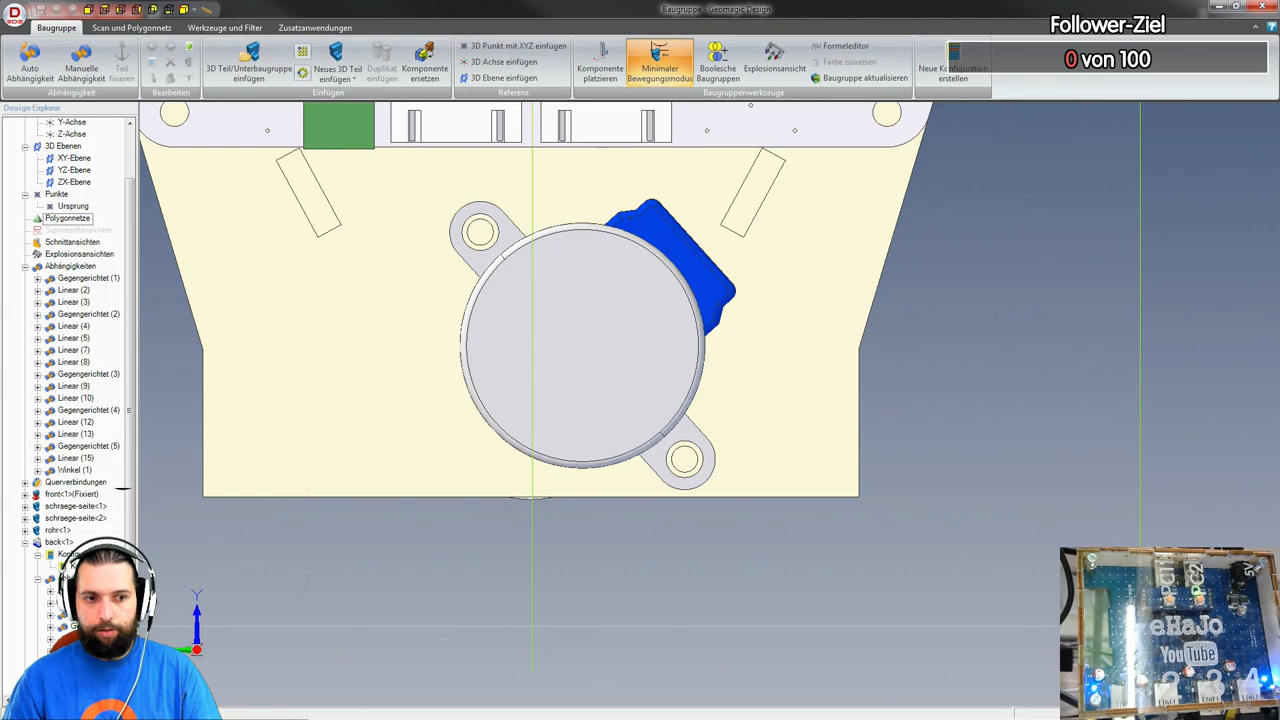 Baugruppe - Geomagic Design
Baugruppe
Scan und Polygonnetz
Werkzeuge und Filter
Zusatzanwendungen
Follower-Ziel
0 von 100
Auto Abhängigkeit
Manuelle Abhängigkeit
Teil fixieren
3D Teil/Unterbaugruppe einfügen
Neues 3D Teil einfügen
Duplikat einfügen
Komponente ersetzen
3D Punkt mit XYZ einfügen
3D Achse einfügen
3D Ebene einfügen
Komponente platzieren
Minimaler Bewegungsmodus
Boolesche Baugruppen
Explosionsansicht
Formeleditor
Farbe zuweisen
Baugruppe aktualisieren
Neue Konfiguration erstellen
Abhängigkeit
Bearbeiten
Einfügen
Referenz
Baugruppenwerkzeuge
Design Explorer
Y-Achse
Z-Achse
3D Ebenen
XY-Ebene
YZ-Ebene
ZX-Ebene
Punkte
Ursprung
Polygonnetze
Schnittansichten
Explosionsansichten
Abhängigkeiten
Gegengerichtet (1)
Linear (2)
Linear (3)
Gegengerichtet (2)
Linear (4)
Linear (5)
Linear (7)
Linear (8)
Gegengerichtet (3)
Linear (9)
Linear (10)
Gegengerichtet (4)
Linear (12)
Linear (13)
Gegengerichtet (5)
Linear (15)
Winkel (1)
Querverbindungen
front<1>(Fixiert)
schraege-seite<1>
schraege-seite<2>
rohr<1>
back<1>
Y
PC1
PC2
5V
eHaJo
YouTube
2 3 4